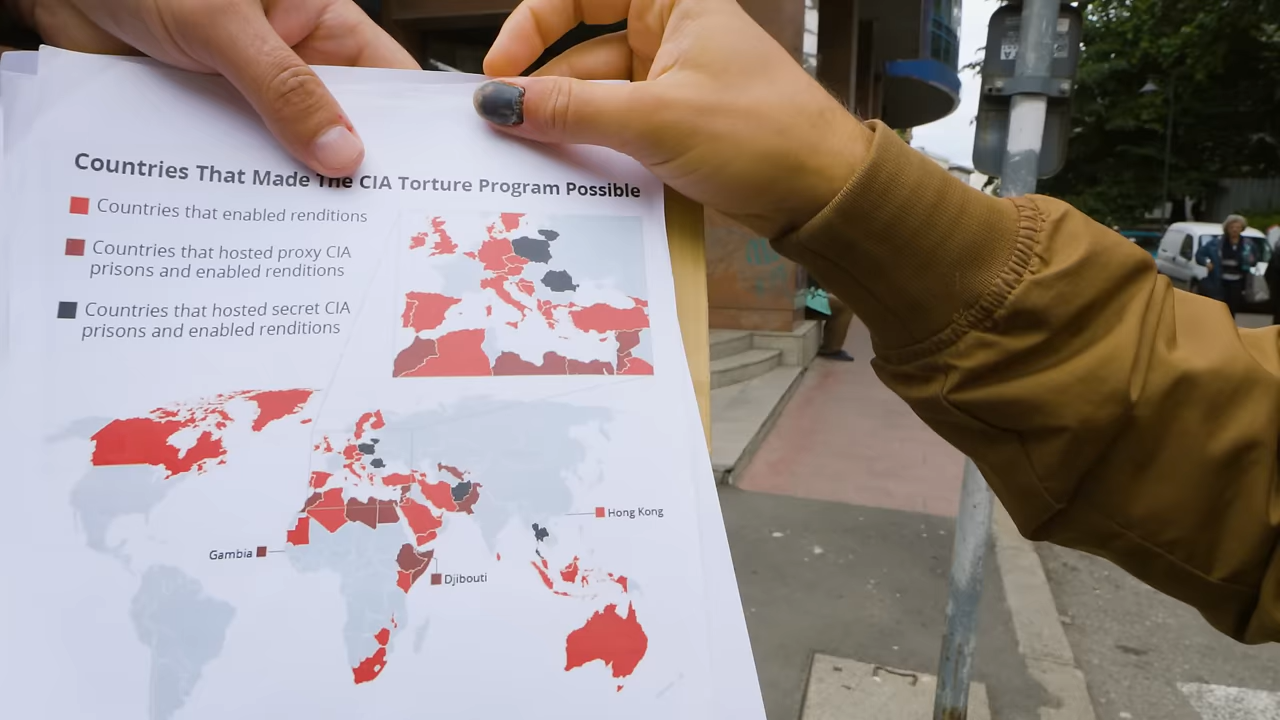 Countries That Made The CIA Torture Program Possible
Countries that enabled renditions
Countries that hosted proxy CIA
prisons and enabled renditions
Countries that hosted secret CIA
prisons and enabled renditions
Hong Kong
Gambia
Djibouti